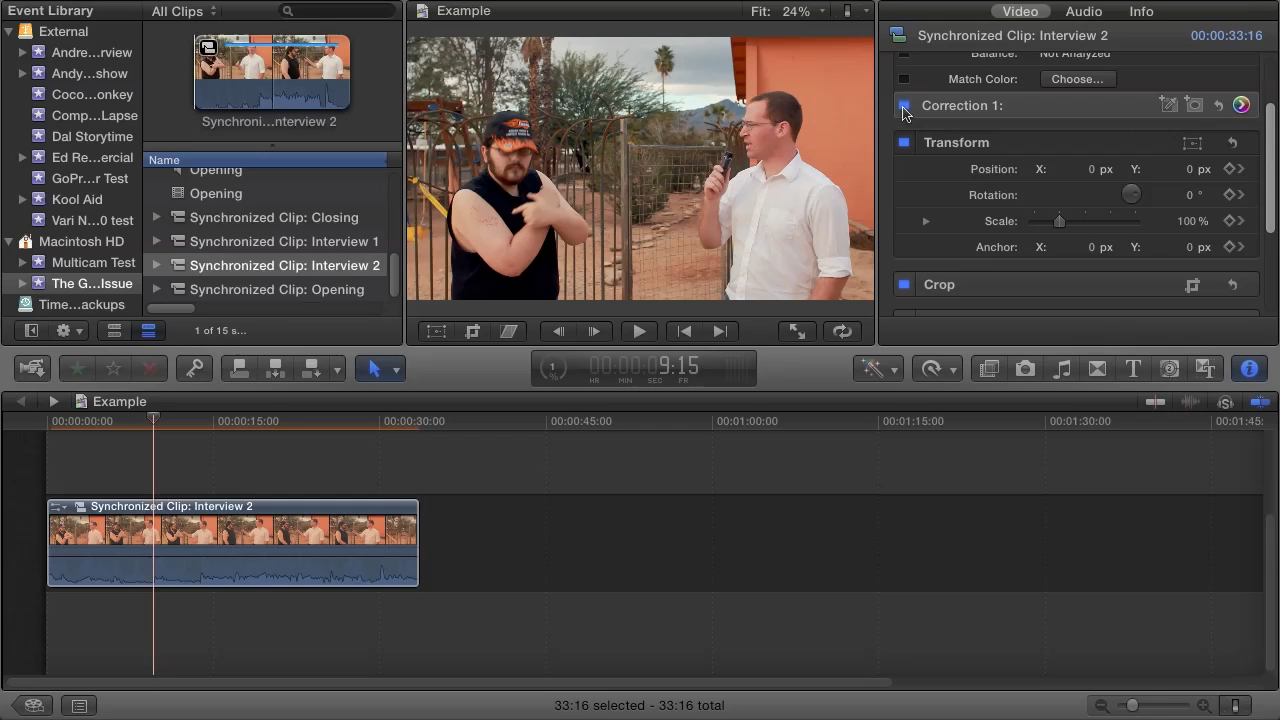 Event Library
External
Andre...rview
Andy...show
Coco...onkey
Comp...Lapse
Dal Storytime
Ed Re...ercial
GoPr...r Test
Kool Aid
Vari N...0 test
Macintosh HD
Multicam Test
The G...Issue
Time...ackups
All Clips
Synchroni...nterview 2
Name
Opening
Opening
Synchronized Clip: Closing
Synchronized Clip: Interview 1
Synchronized Clip: Interview 2
Synchronized Clip: Opening
1 of 15 s...
Example
Fit: 24%
Video Audio Info
Synchronized Clip: Interview 2 00:00:33:16
Balance: Not Analyzed
Match Color: Choose...
Correction 1:
Transform
Position: X: 0 px Y: 0 px
Rotation: 0 °
Scale: 100 %
Anchor: X: 0 px Y: 0 px
Crop
1 % 00:00:09:15
HR MIN SEC FR
Example
00:00:00:00 00:00:15:00 00:00:30:00 00:00:45:00 00:01:00:00 00:01:15:00 00:01:30:00 00:01:45:
Synchronized Clip: Interview 2
33:16 selected - 33:16 total